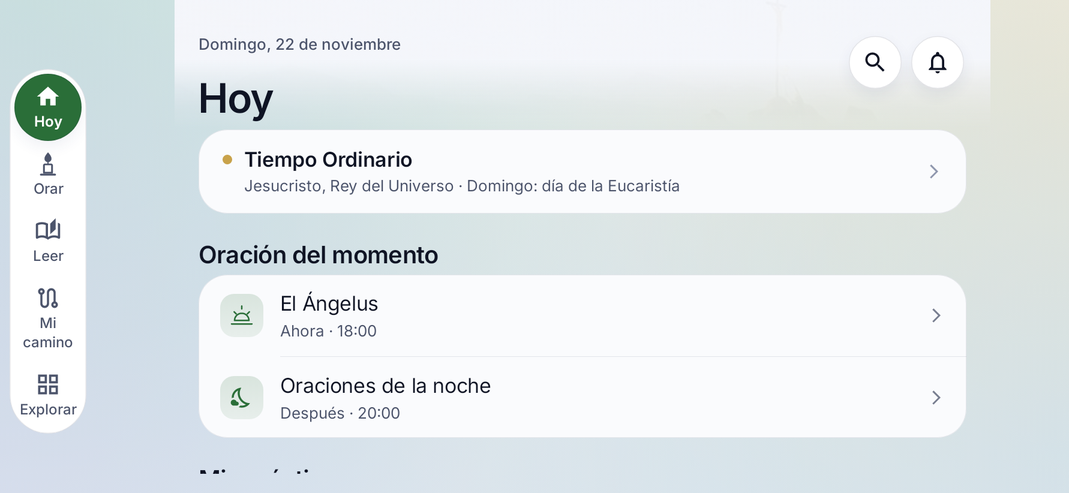 Domingo, 22 de noviembre
Hoy
Tiempo Ordinario
Jesucristo, Rey del Universo · Domingo: día de la Eucaristía
Oración del momento
El Ángelus
Ahora · 18:00
Oraciones de la noche
Después · 20:00
Hoy
Orar
Leer
Mi
camino
Explorar